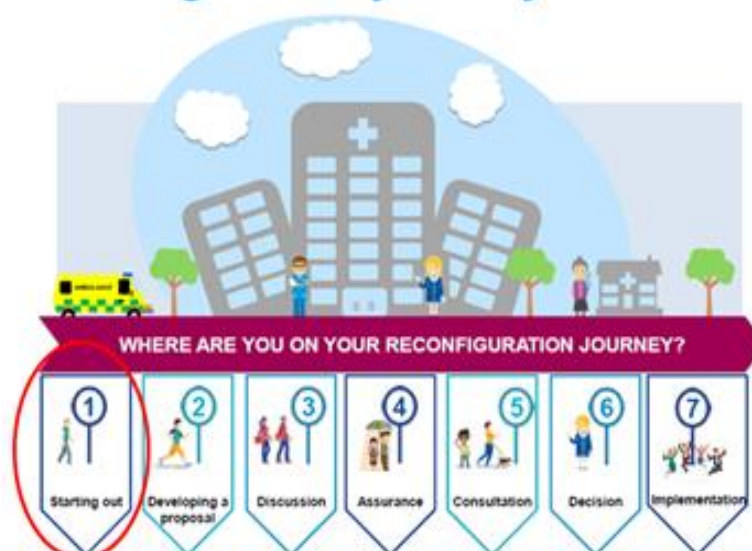 AMBULANCE
WHERE ARE YOU ON YOUR RECONFIGURATION JOURNEY?
1
2
3
4
5
6
7
Starting out
Developing a
proposal
Discussion
Assurance
Consultation
Decision
Implementation